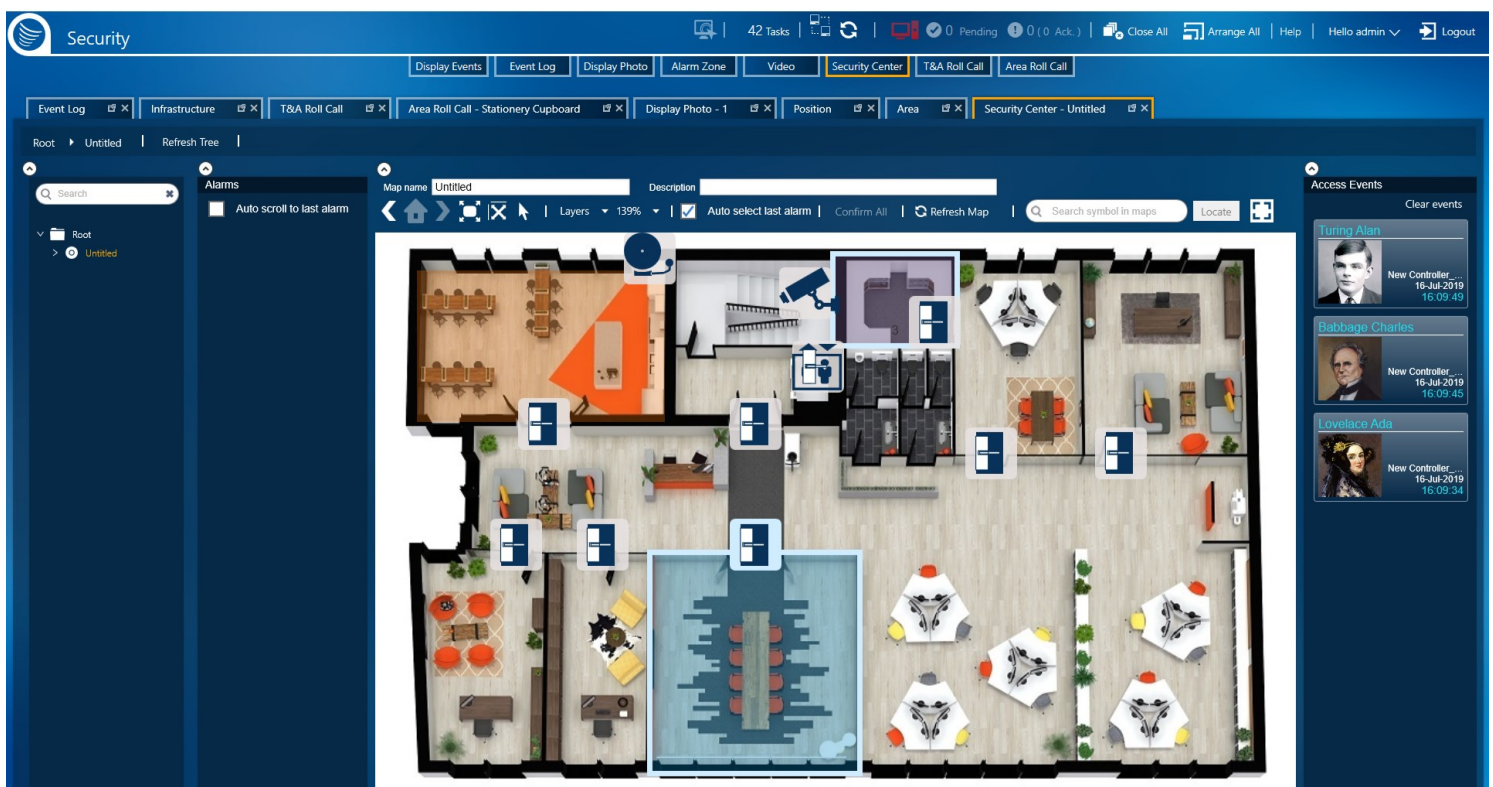 Security
42 Tasks
0 Pending
0 ( 0 Ack. )
Close All
Arrange All
Help
Hello admin
Logout
Display Events
Event Log
Display Photo
Alarm Zone
Video
Security Center
T&A Roll Call
Area Roll Call
Event Log
Infrastructure
T&A Roll Call
Area Roll Call - Stationery Cupboard
Display Photo - 1
Position
Area
Security Center - Untitled
Root
Untitled
Refresh Tree
Search
Root
Untitled
Alarms
Auto scroll to last alarm
Map name Untitled
Description
Layers
139%
Auto select last alarm
Confirm All
Refresh Map
Search symbol in maps
Locate
3
Access Events
Clear events
Turing Alan
New Controller_...
16-Jul-2019
16:09:49
Babbage Charles
New Controller_...
16-Jul-2019
16:09:45
Lovelace Ada
New Controller_...
16-Jul-2019
16:09:34